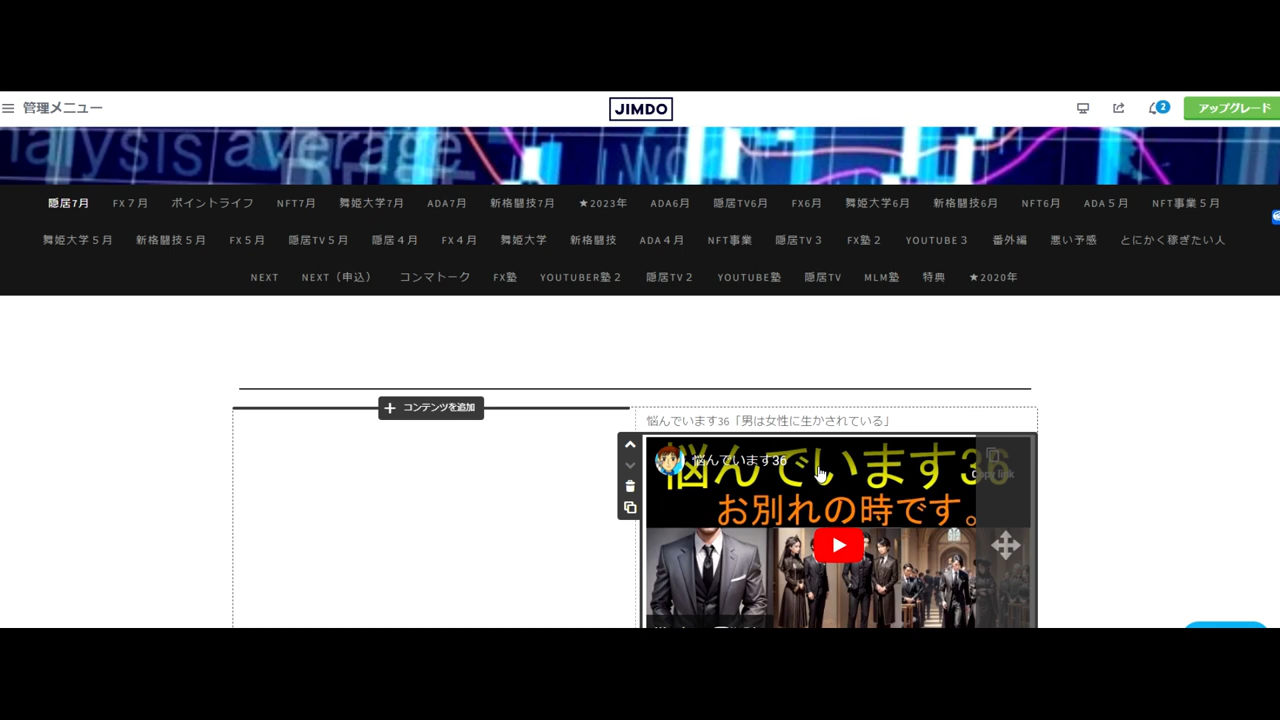 管理メニュー
JIMDO
2
アップグレード
nalysis average
隠居7月 FX７月 ポイントライフ NFT7月 舞姫大学7月 ADA7月 新格闘技7月 ★2023年 ADA6月 隠居TV6月 FX6月 舞姫大学6月 新格闘技6月 NFT6月 ADA５月 NFT事業５月
舞姫大学５月 新格闘技５月 FX５月 隠居TV５月 隠居４月 FX４月 舞姫大学 新格闘技 ADA４月 NFT事業 隠居TV３ FX塾２ YOUTUBE３ 番外編 悪い予感 とにかく稼ぎたい人
NEXT NEXT（申込） コンマトーク FX塾 YOUTUBER塾２ 隠居TV２ YOUTUBE塾 隠居TV MLM塾 特典 ★2020年
コンテンツを追加
悩んでいます36「男は女性に生かされている」
悩んでいます36
悩んでいます36
Copy link
お別れの時です。